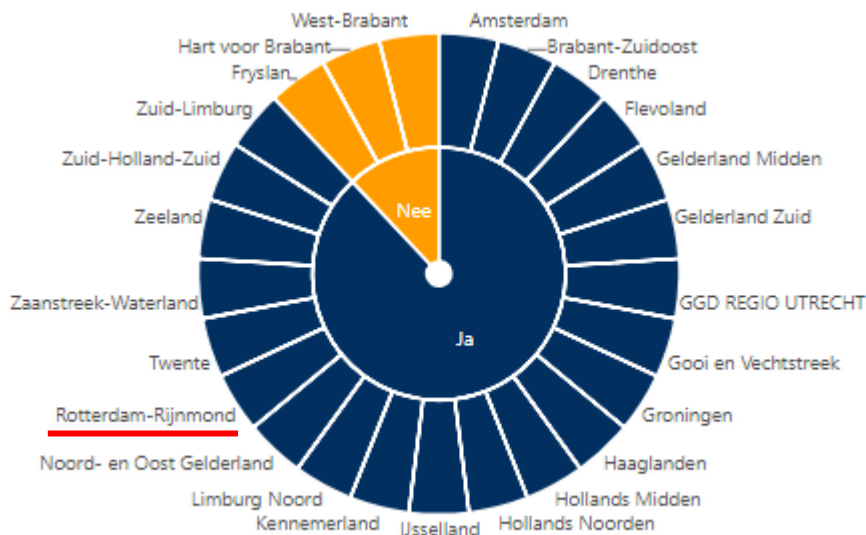 West-Brabant
Amsterdam
Hart voor Brabant
Brabant-Zuidoost
Fryslan
Drenthe
Zuid-Limburg
Flevoland
Zuid-Holland-Zuid
Gelderland Midden
Nee
Zeeland
Gelderland Zuid
Zaanstreek-Waterland
GGD REGIO UTRECHT
Ja
Twente
Gooi en Vechtstreek
Rotterdam-Rijnmond
Groningen
Noord- en Oost Gelderland
Haaglanden
Limburg Noord
Hollands Midden
Kennemerland
IJsselland
Hollands Noorden